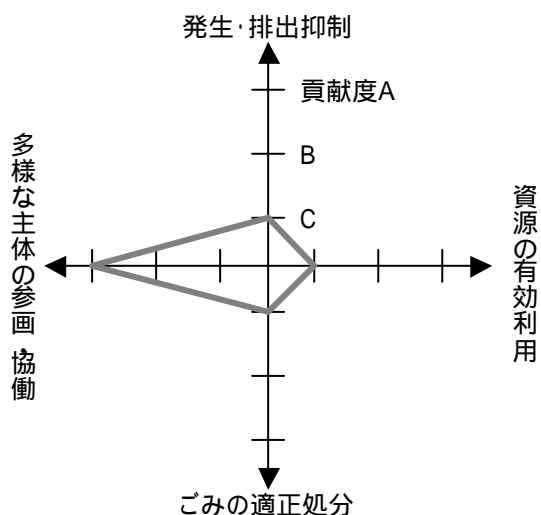 発生・排出抑制
貢献度A
B
C
多様な主体の参画・協働
資源の有効利用
ごみの適正処分